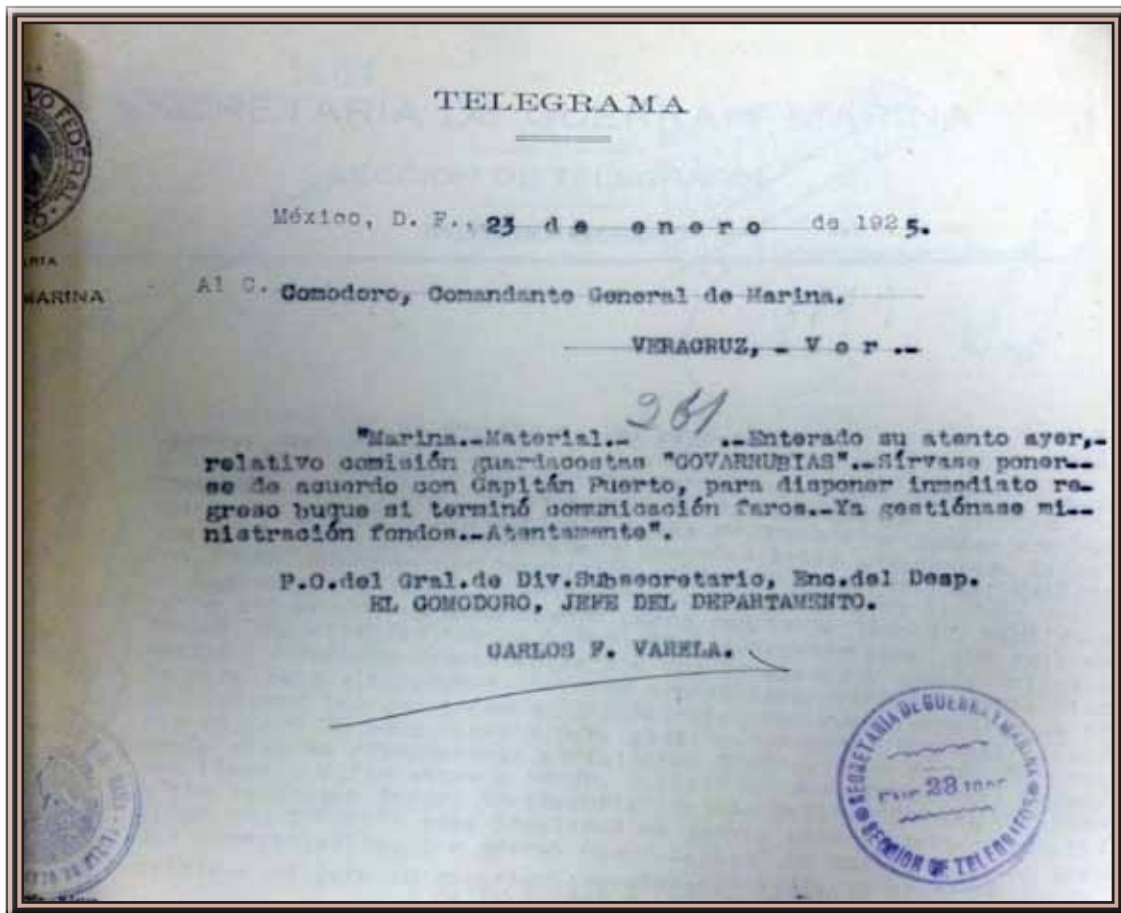 TELEGRAMA
México, D. F., 23 de enero de 1925.
Al C. Comodoro, Comandante General de Marina.
VERACRUZ, - Ver .-
261
"Marina.-Material.- .-Enterado su atento ayer,-
relativo comisión guardacostas "COVARRUBIAS".-Sírvase poner--
se de acuerdo con Capitán Puerto, para disponer inmediato re-
greso buque si terminó comunicación faros.-Ya gestiónase mi--
nistración fondos.-Atentamente".
P.O.del Gral.de Div.Subsecretario, Enc.del Desp.
EL COMODORO, JEFE DEL DEPARTAMENTO.
CARLOS F. VARELA.
SECRETARIA DE GUERRA Y MARINA
28
SECCION DE TELEGRAFOS
FEDERAL
MARINA